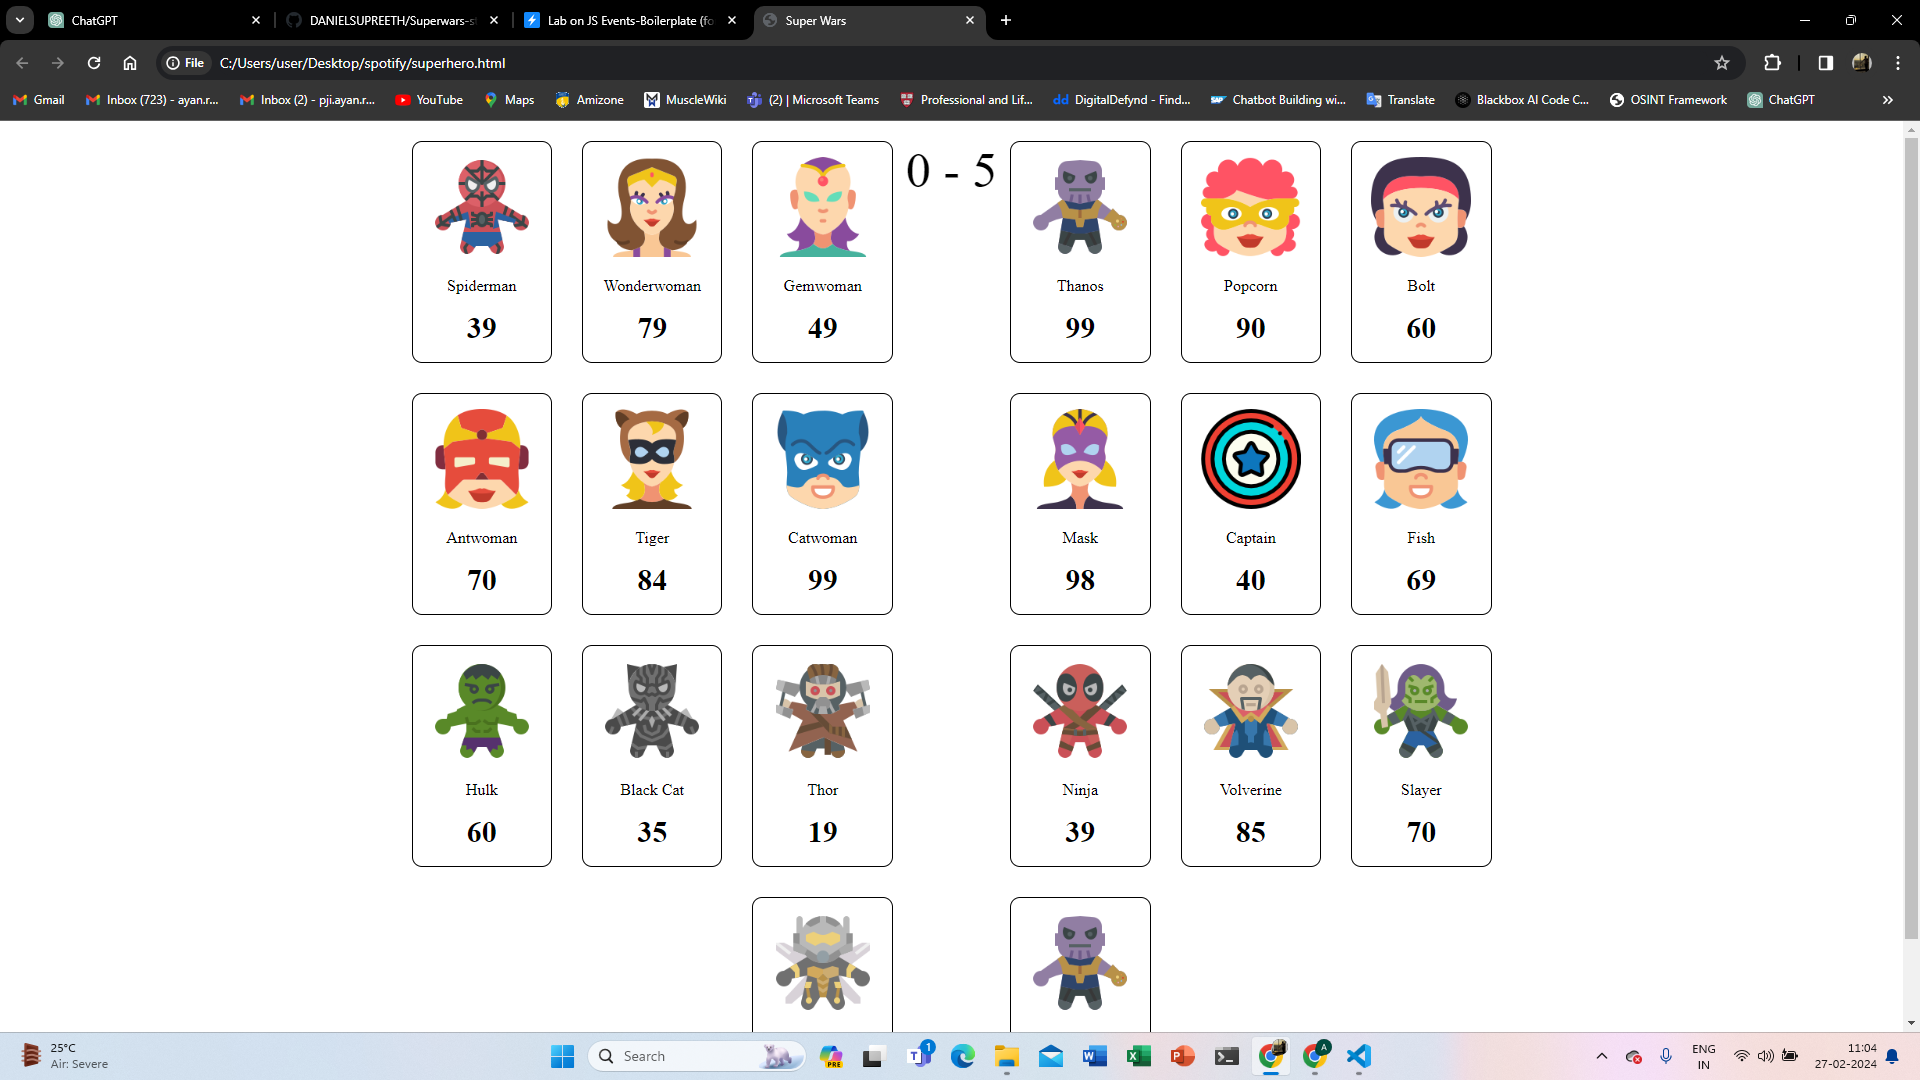 ChatGPT
DANIELSUPREETH/Superwars-st
Lab on JS Events-Boilerplate (fo
Super Wars
File
C:/Users/user/Desktop/spotify/superhero.html
Gmail
Inbox (723) - ayan.r...
Inbox (2) - pji.ayan.r...
YouTube
Maps
Amizone
MuscleWiki
(2) | Microsoft Teams
Professional and Lif...
dd DigitalDefynd - Find...
SAP Chatbot Building wi...
Translate
Blackbox AI Code C...
OSINT Framework
ChatGPT
0 - 5
Spiderman
39
Wonderwoman
79
Gemwoman
49
Thanos
99
Popcorn
90
Bolt
60
Antwoman
70
Tiger
84
Catwoman
99
Mask
98
Captain
40
Fish
69
Hulk
60
Black Cat
35
Thor
19
Ninja
39
Volverine
85
Slayer
70
25°C
Air: Severe
Search
PRE
1
A
ENG
IN
11:04
27-02-2024